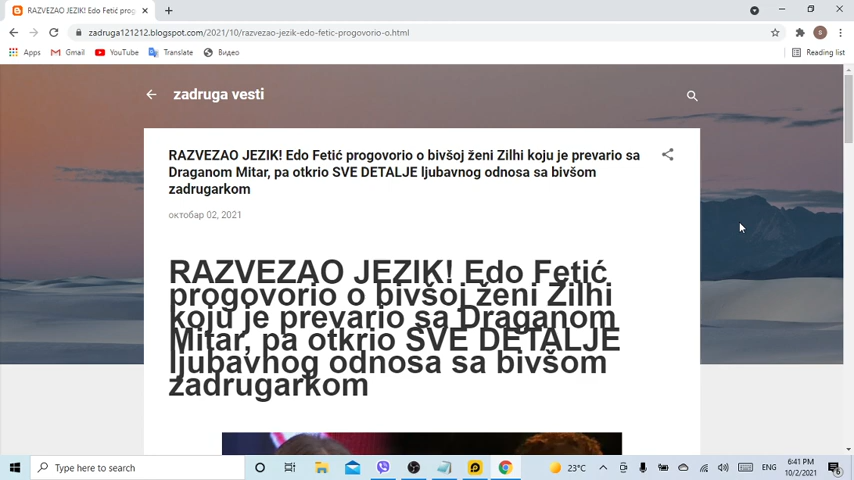 RAZVEZAO JEZIK! Edo Fetić prog
zadruga121212.blogspot.com/2021/10/razvezao-jezik-edo-fetic-progovorio-o.html
Apps Gmail YouTube Translate Видео Reading list
zadruga vesti
RAZVEZAO JEZIK! Edo Fetić progovorio o bivšoj ženi Zilhi koju je prevario sa
Draganom Mitar, pa otkrio SVE DETALJE ljubavnog odnosa sa bivšom
zadrugarkom
октобар 02, 2021
RAZVEZAO JEZIK! Edo Fetić
progovorio o bivšoj ženi Zilhi
koju je prevario sa Draganom
Mitar, pa otkrio SVE DETALJE
ljubavnog odnosa sa bivšom
zadrugarkom
Type here to search
23°C
ENG
6:41 PM
10/2/2021